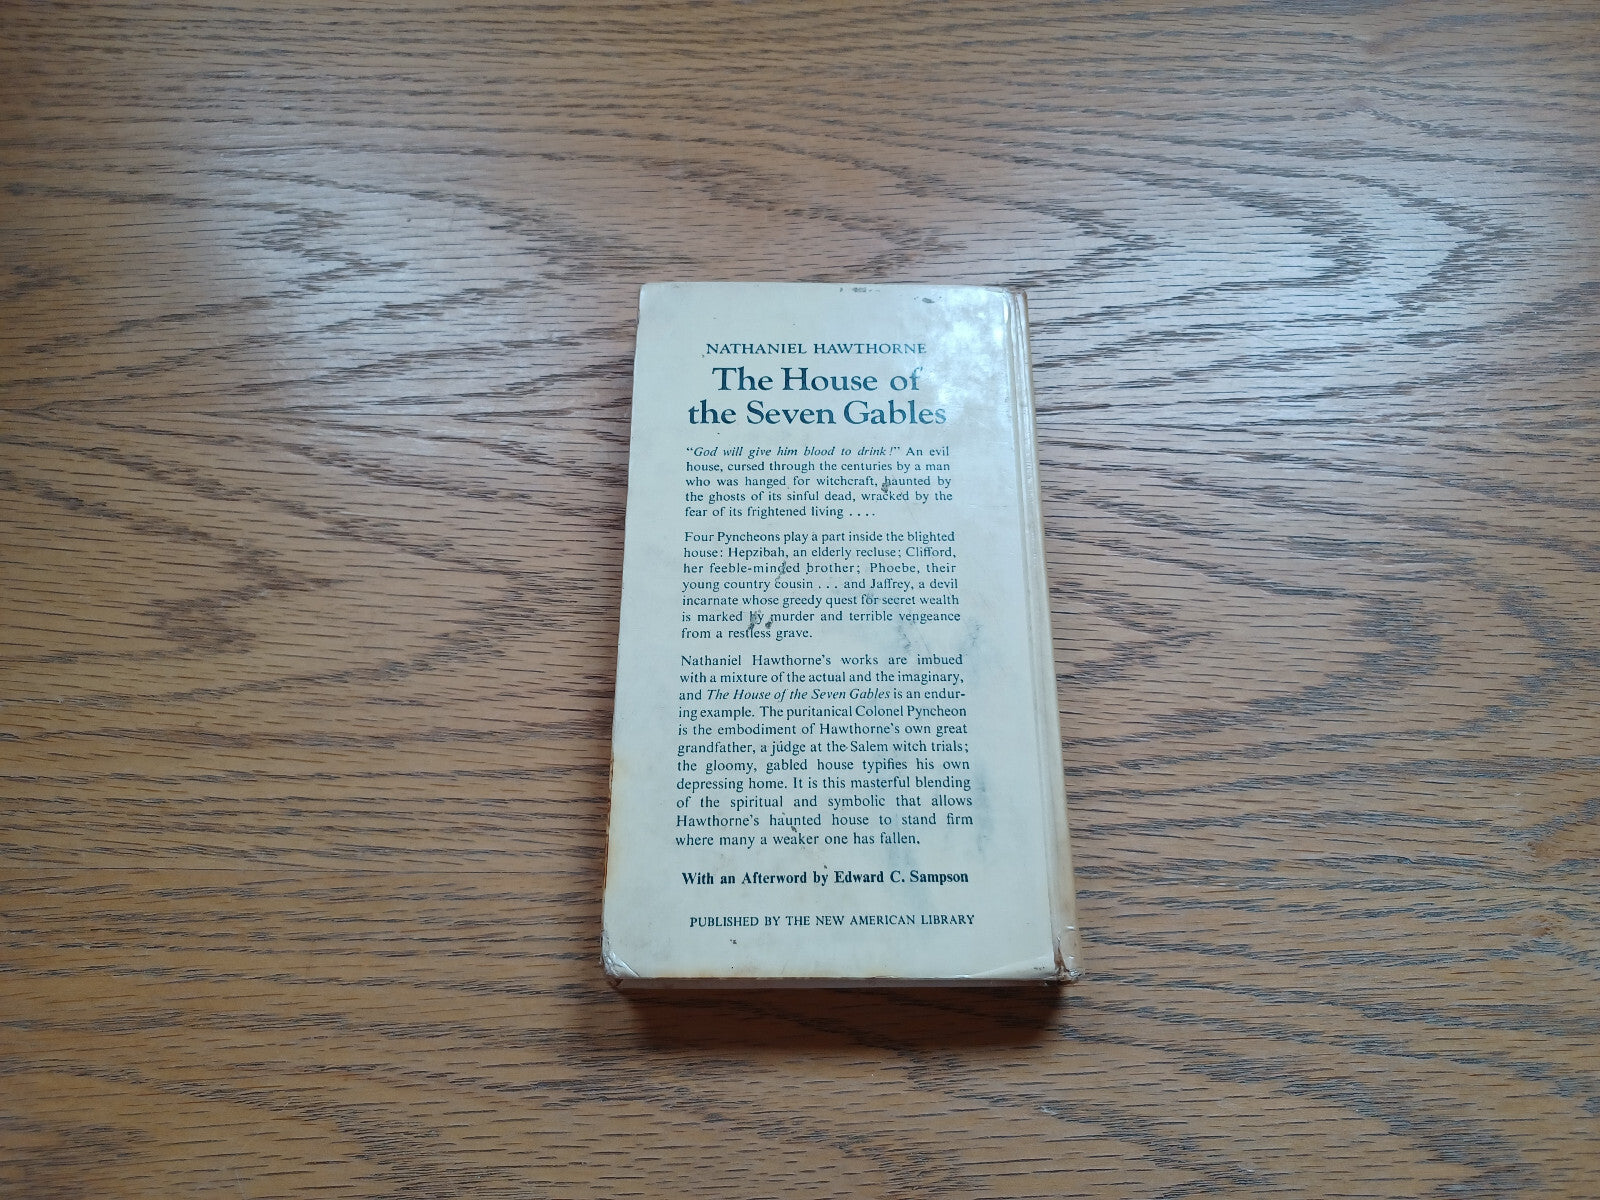 NATHANIEL HAWTHORNE
The House of
the Seven Gables
"God will give him blood to drink!" An evil
house, cursed through the centuries by a man
who was hanged for witchcraft, haunted by
the ghosts of its sinful dead, wracked by the
fear of its frightened living . . . .
Four Pyncheons play a part inside the blighted
house: Hepzibah, an elderly recluse; Clifford,
her feeble-minded brother; Phoebe, their
young country cousin . . . and Jaffrey, a devil
incarnate whose greedy quest for secret wealth
is marked by murder and terrible vengeance
from a restless grave.
Nathaniel Hawthorne's works are imbued
with a mixture of the actual and the imaginary,
and The House of the Seven Gables is an endur-
ing example. The puritanical Colonel Pyncheon
is the embodiment of Hawthorne's own great
grandfather, a judge at the Salem witch trials;
the gloomy, gabled house typifies his own
depressing home. It is this masterful blending
of the spiritual and symbolic that allows
Hawthorne's haunted house to stand firm
where many a weaker one has fallen.
With an Afterword by Edward C. Sampson
PUBLISHED BY THE NEW AMERICAN LIBRARY